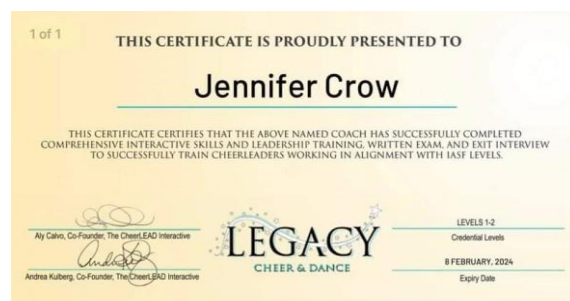 1 of 1
THIS CERTIFICATE IS PROUDLY PRESENTED TO
Jennifer Crow
THIS CERTIFICATE CERTIFIES THAT THE ABOVE NAMED COACH HAS SUCCESSFULLY COMPLETED
COMPREHENSIVE INTERACTIVE SKILLS AND LEADERSHIP TRAINING, WRITTEN EXAM, AND EXIT INTERVIEW
TO SUCCESSFULLY TRAIN CHEERLEADERS WORKING IN ALIGNMENT WITH IASF LEVELS.
Aly Calvo, Co-Founder, The CheerLEAD Interactive
Andrea Kulberg, Co-Founder, The CheerLEAD Interactive
LEGACY
CHEER & DANCE
LEVELS 1-2
Credential Levels
8 FEBRUARY, 2024
Expiry Date